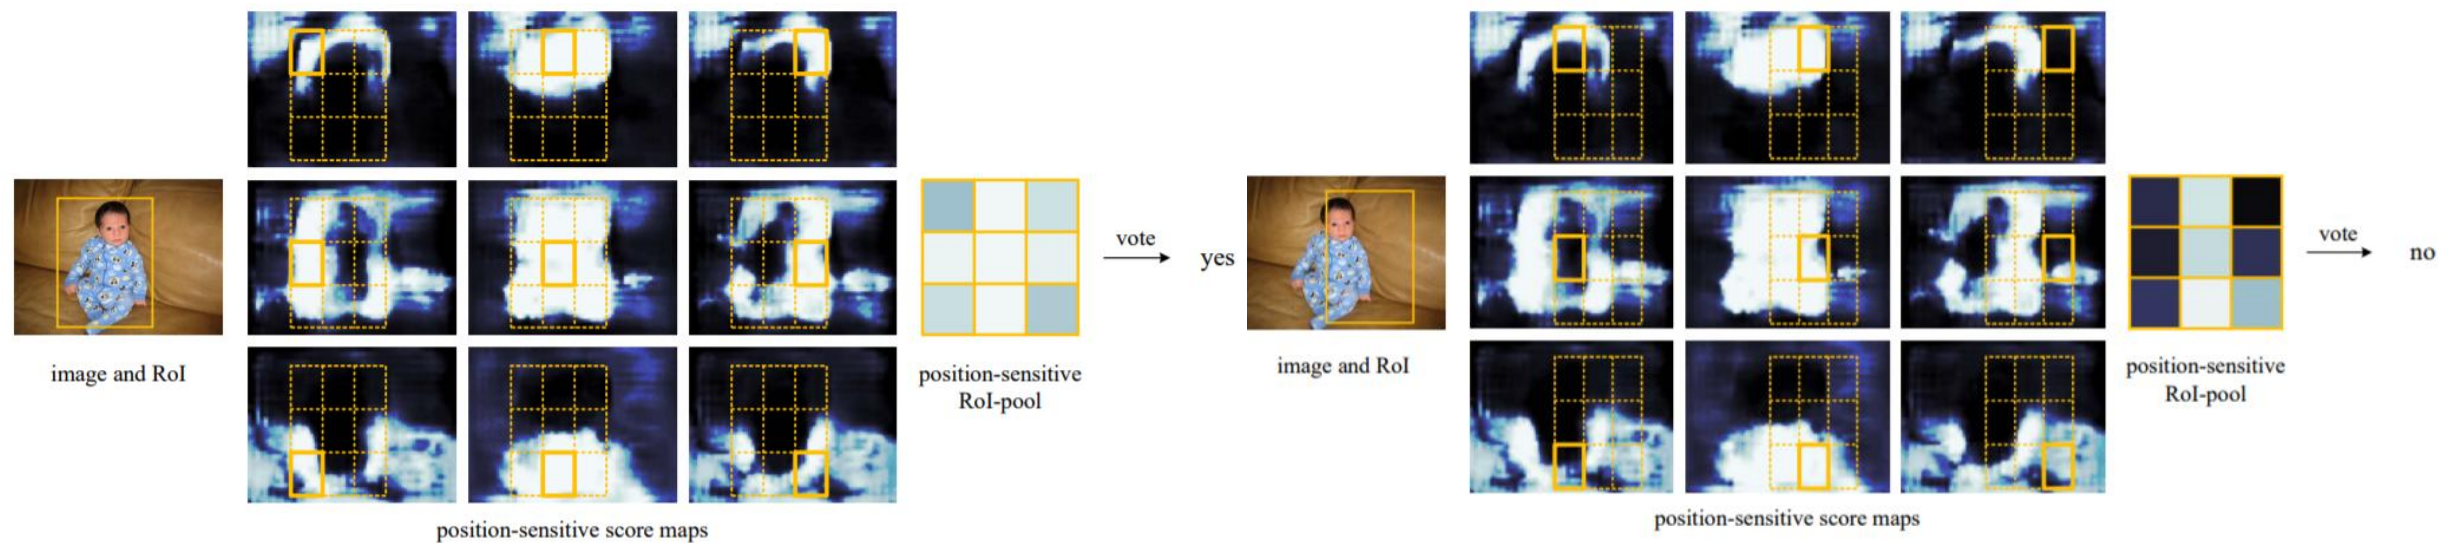 image and RoI
position-sensitive score maps
position-sensitive
RoI-pool
vote
yes
image and RoI
position-sensitive score maps
position-sensitive
RoI-pool
vote
no